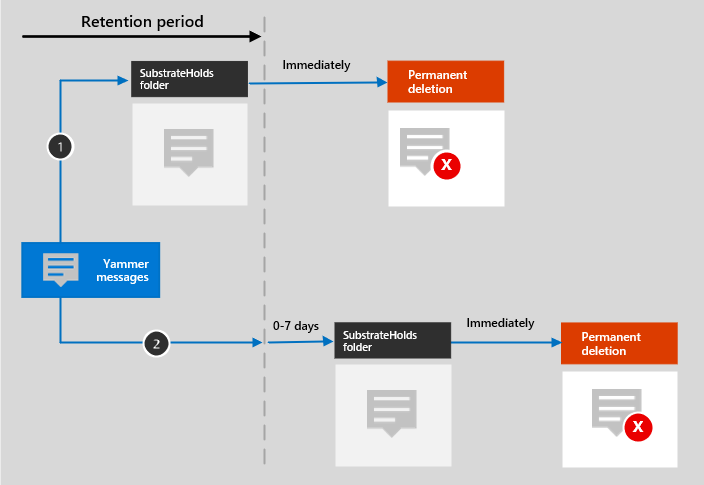 Retention period
SubstrateHolds
folder
Immediately
Permanent
deletion
X
1
Yammer
messages
2
0-7 days
SubstrateHolds
folder
Immediately
Permanent
deletion
X